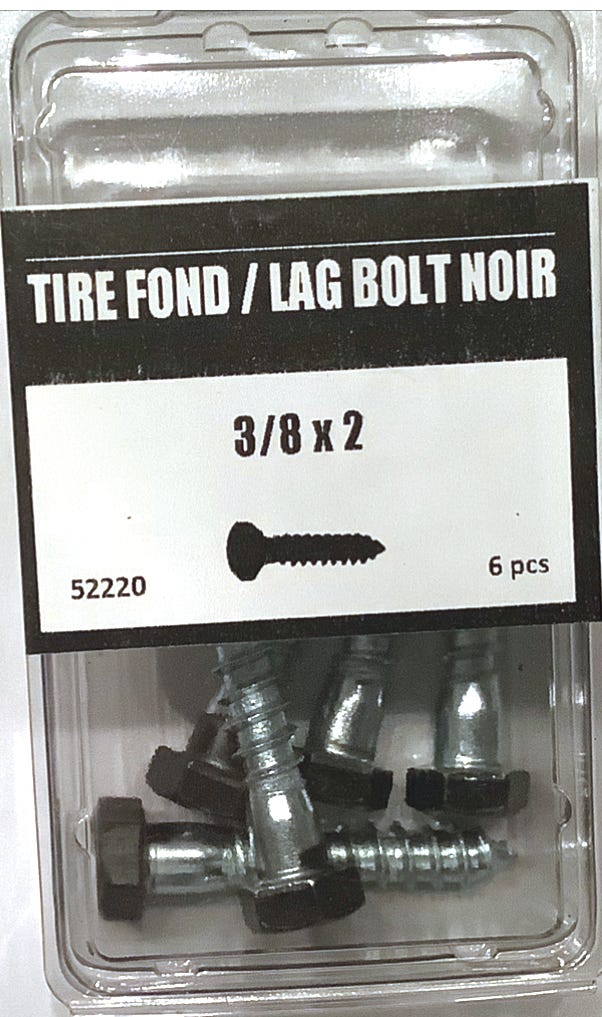 TIRE FOND / LAG BOLT NOIR
3/8 x 2
52220
6 pcs